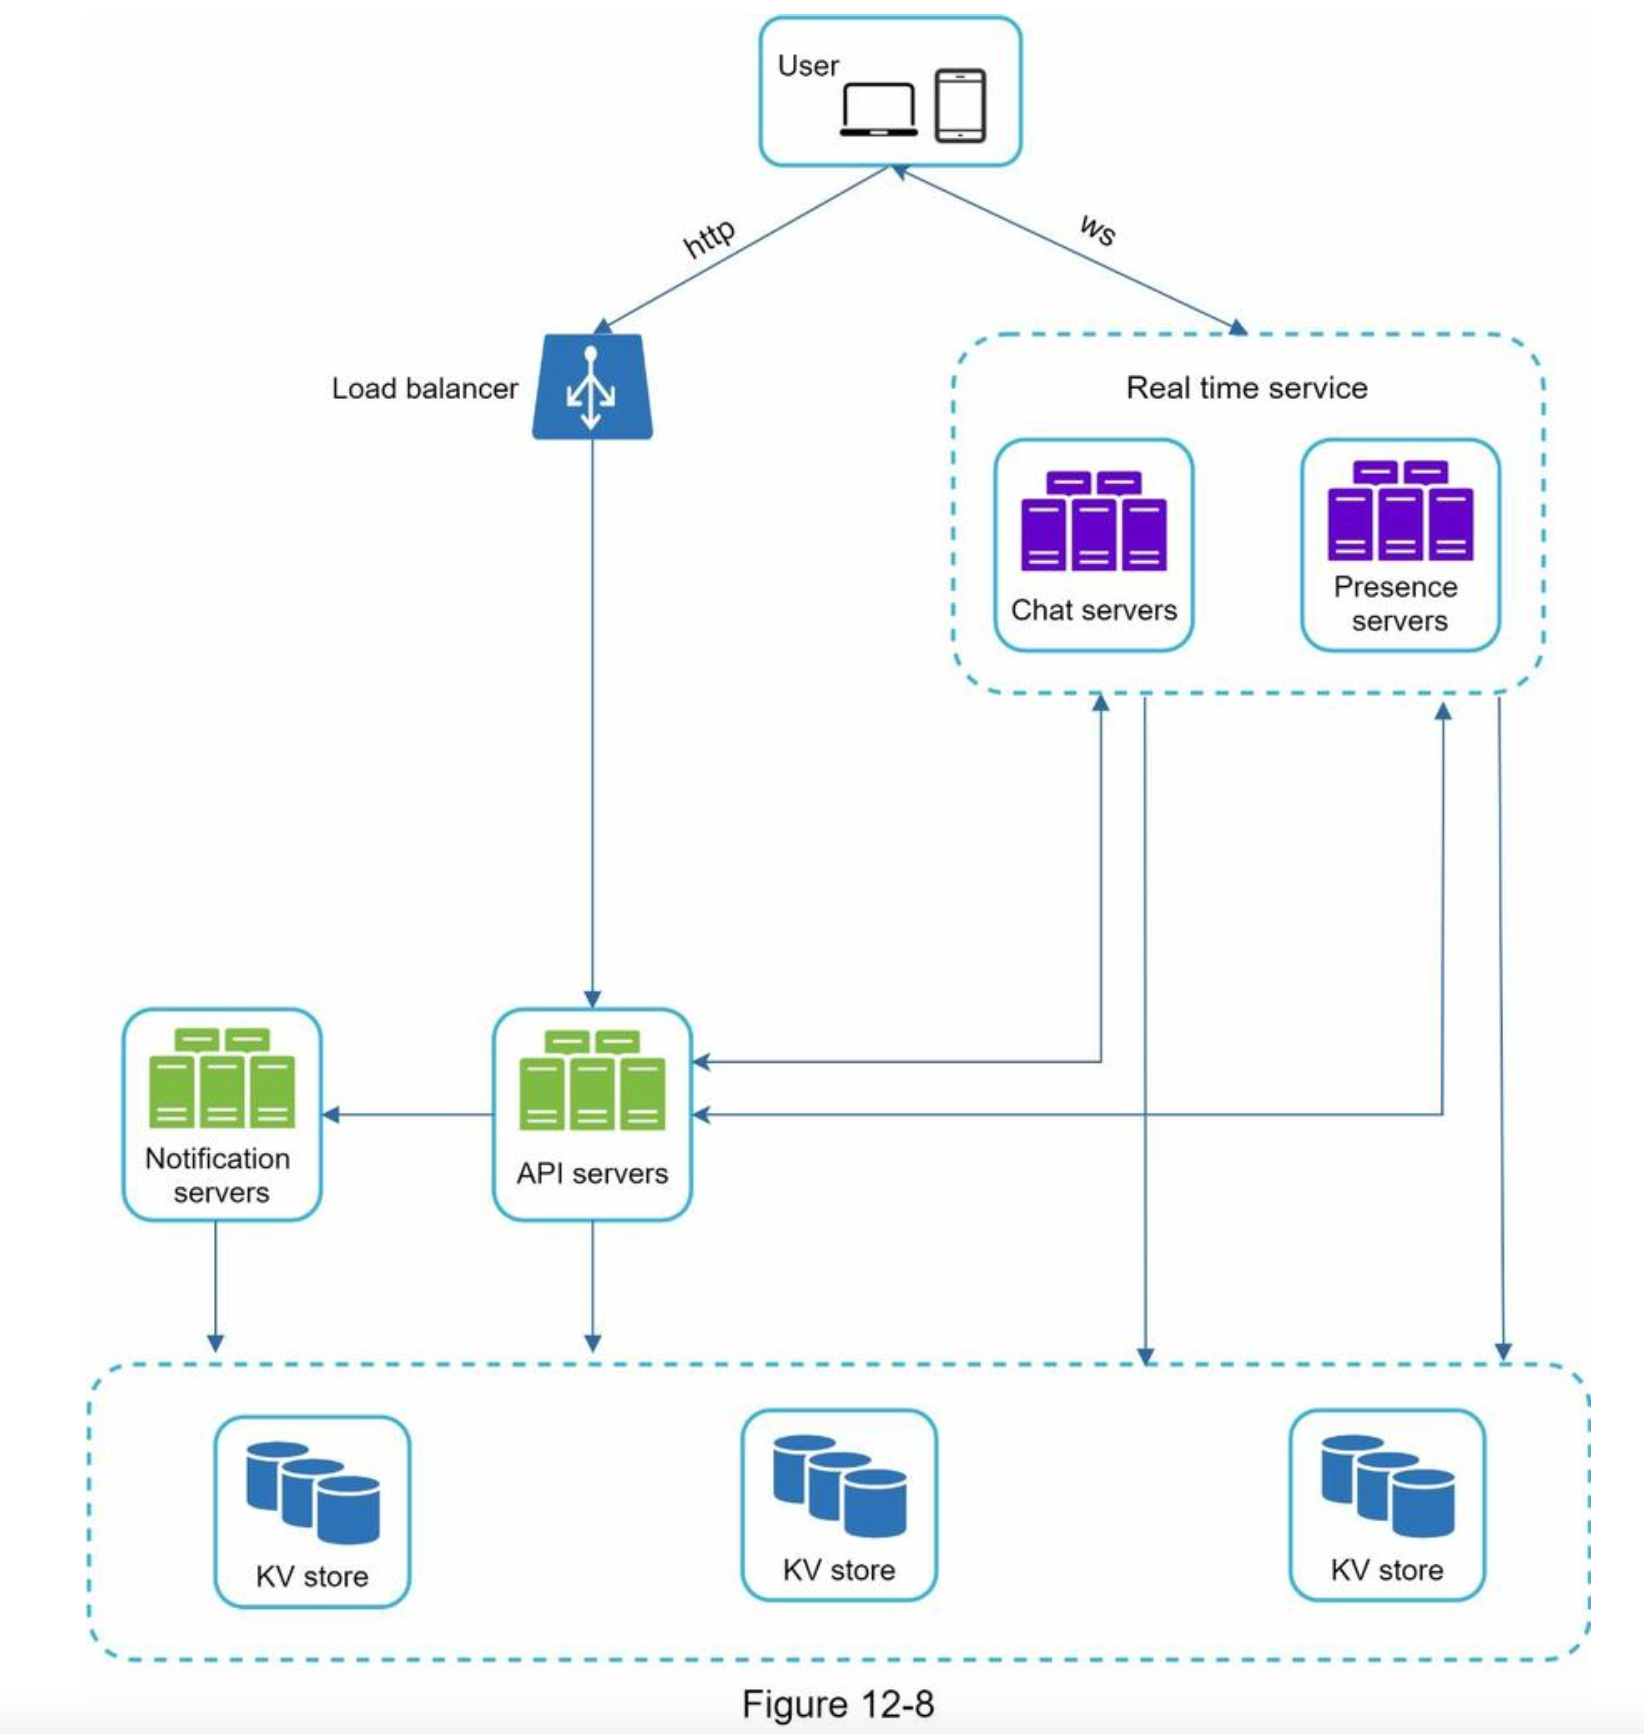 User
http
ws
Load balancer
Real time service
Chat servers
Presence
servers
Notification
servers
API servers
KV store
KV store
KV store
Figure 12-8